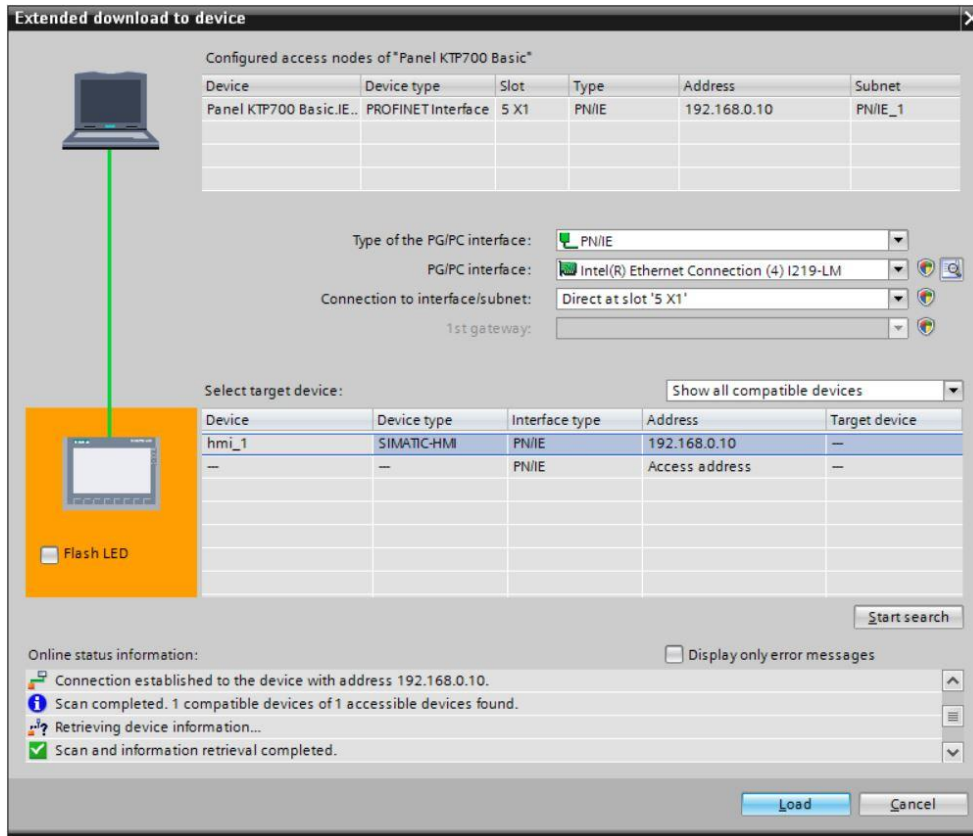 Extended download to device
Configured access nodes of "Panel KTP700 Basic"
Device Device type Slot Type Address Subnet
Panel KTP700 Basic.IE... PROFINET Interface 5 X1 PN/IE 192.168.0.10 PN/IE_1
Type of the PG/PC interface: PN/IE
PG/PC interface: Intel(R) Ethernet Connection (4) I219-LM
Connection to interface/subnet: Direct at slot '5 X1'
1st gateway:
Select target device: Show all compatible devices
Device Device type Interface type Address Target device
hmi_1 SIMATIC-HMI PN/IE 192.168.0.10 —
— — PN/IE Access address —
Flash LED
Start search
Online status information: Display only error messages
Connection established to the device with address 192.168.0.10.
Scan completed. 1 compatible devices of 1 accessible devices found.
Retrieving device information...
Scan and information retrieval completed.
Load Cancel